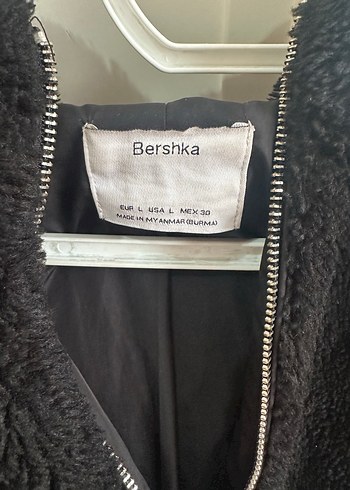 Bershka
EUR L USA L MEX 30
MADE IN MYANMAR (BURMA)